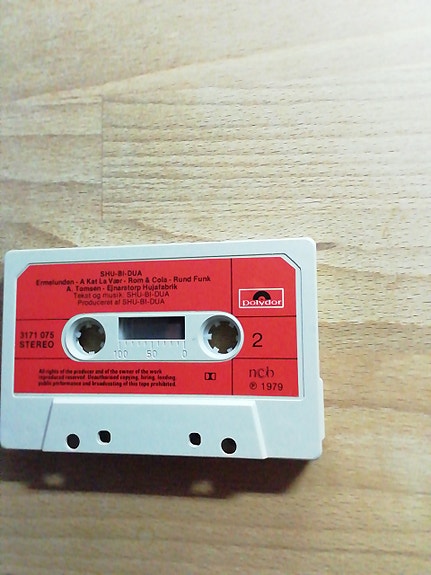 SHU-BI-DUA
Ermelunden - A Kat La Vær - Rom & Cola - Rund Funk
A. Tomsen - Ejnarstorp Hujafabrik
Tekst og musik: SHU-BI-DUA
Produceret af SHU-BI-DUA
Polydor
3171 075
STEREO
100 50 0
2
All rights of the producer and of the owner of the work
reproduced reserved. Unauthorised copying, hiring, lending,
public performance and broadcasting of this tape prohibited.
ncb
℗ 1979